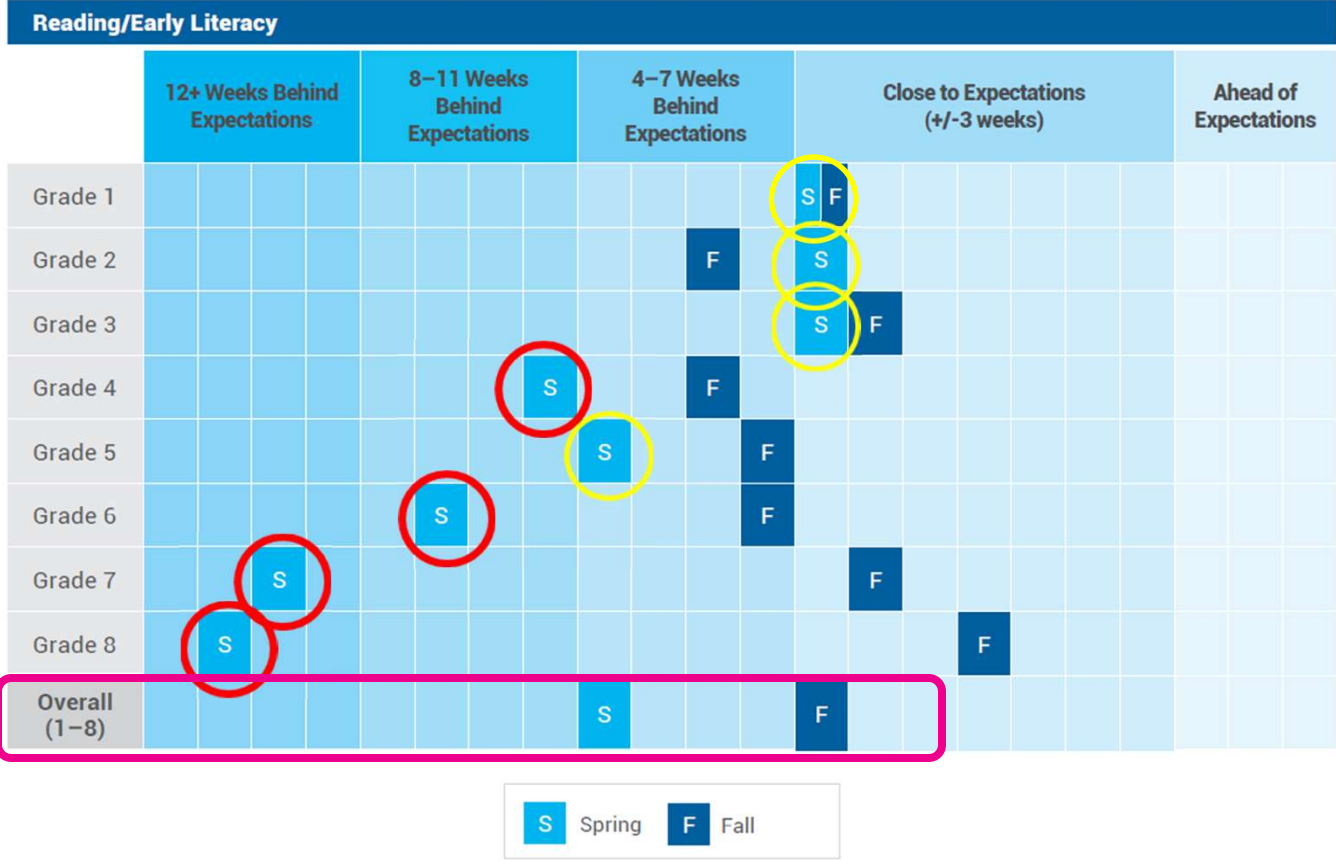 Reading/Early Literacy
12+ Weeks Behind
Expectations
8–11 Weeks
Behind
Expectations
4–7 Weeks
Behind
Expectations
Close to Expectations
(+/-3 weeks)
Ahead of
Expectations
Grade 1 S F
Grade 2 F S
Grade 3 S F
Grade 4 S F
Grade 5 S F
Grade 6 S F
Grade 7 S F
Grade 8 S F
Overall
(1–8) S F
S Spring F Fall